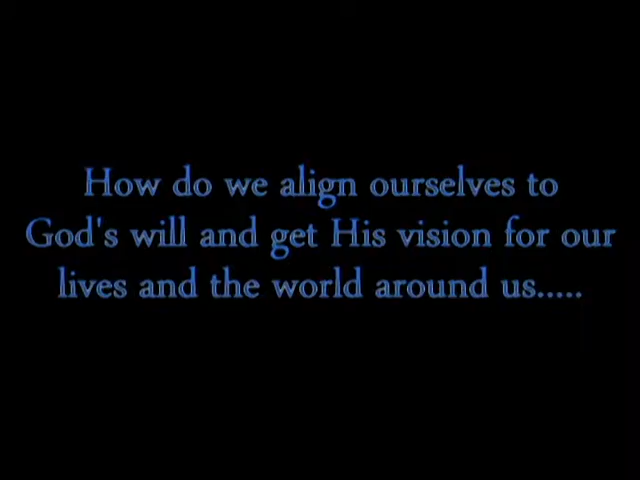 How do we align ourselves to
God's will and get His vision for our
lives and the world around us.....